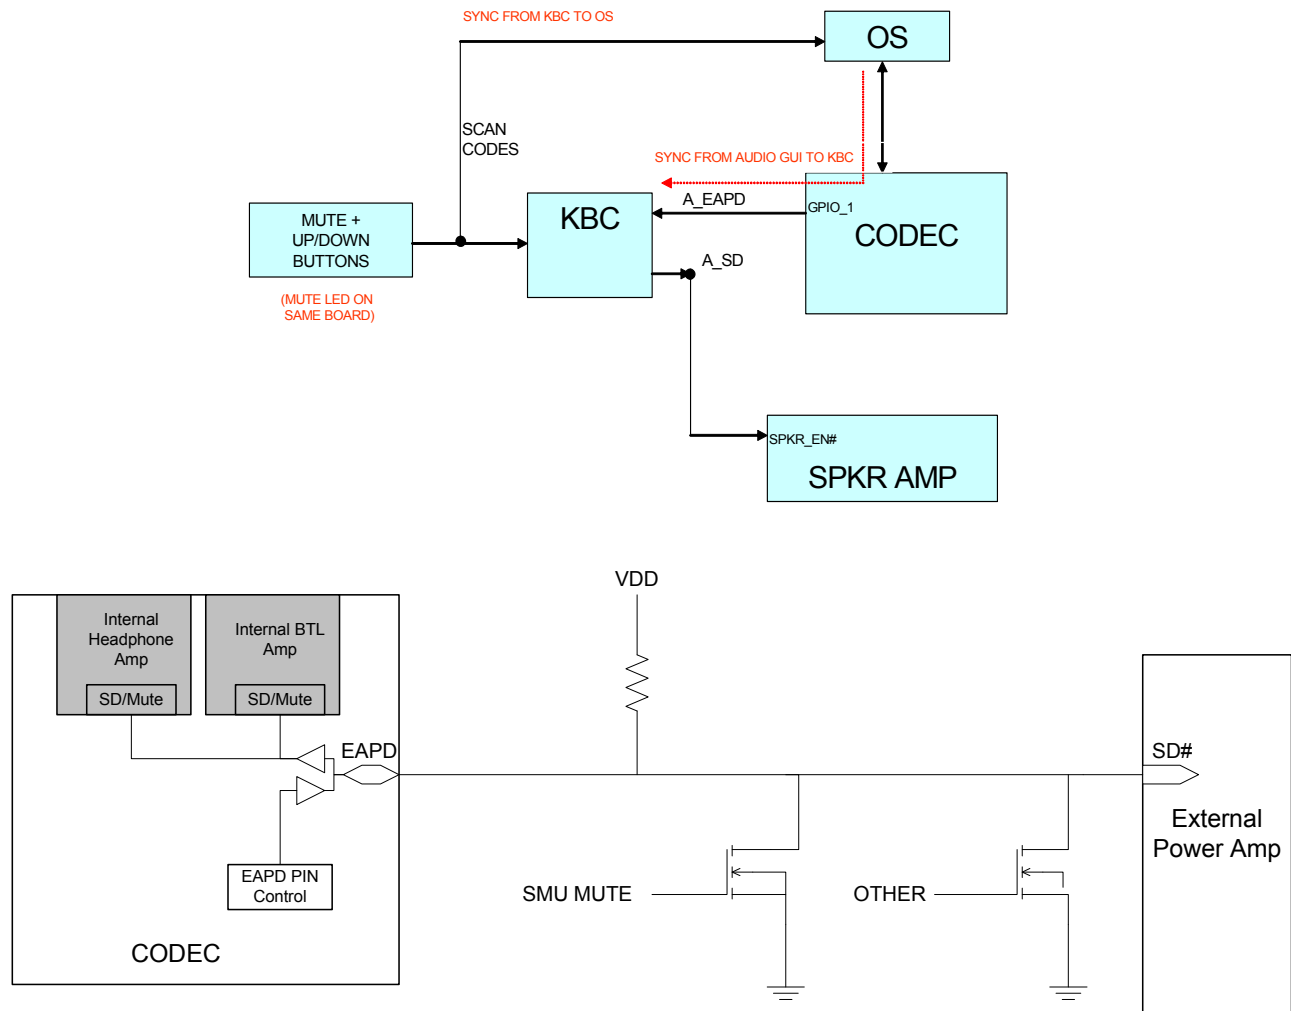 SYNC FROM KBC TO OS
OS
SCAN
CODES
SYNC FROM AUDIO GUI TO KBC
MUTE +
UP/DOWN
BUTTONS
KBC
A_EAPD
GPIO_1
CODEC
A_SD
(MUTE LED ON
SAME BOARD)
SPKR_EN#
SPKR AMP
VDD
Internal
Headphone
Amp
Internal BTL
Amp
SD/Mute
SD/Mute
EAPD
SD#
External
Power Amp
EAPD PIN
Control
SMU MUTE
OTHER
CODEC